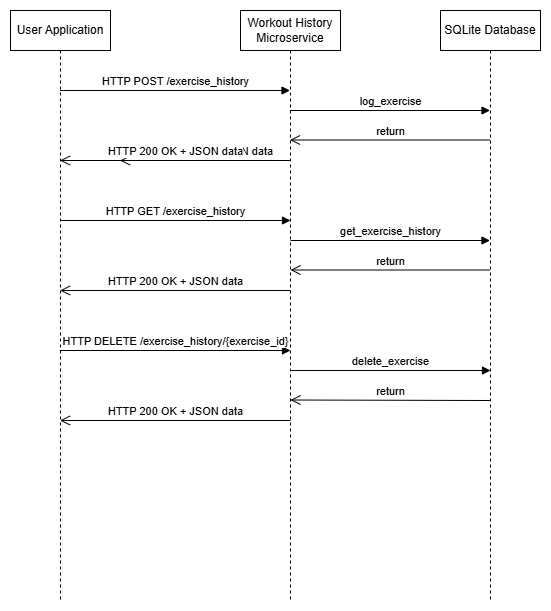 User Application
Workout History
Microservice
SQLite Database
HTTP POST /exercise_history
log_exercise
return
HTTP 200 OK + JSON data\ data
HTTP GET /exercise_history
get_exercise_history
return
HTTP 200 OK + JSON data
HTTP DELETE /exercise_history/{exercise_id}
delete_exercise
return
HTTP 200 OK + JSON data